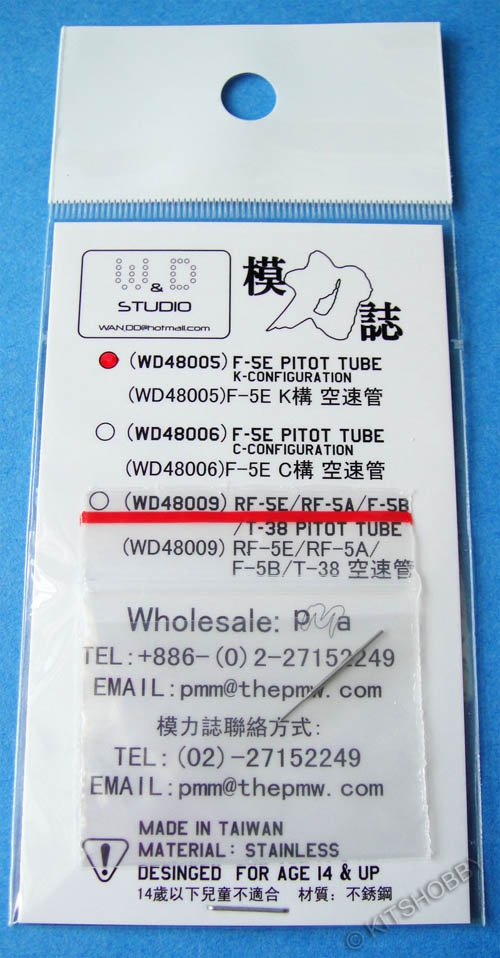 W&D
STUDIO
WAN.DD@hotmail.com
模力誌
(WD48005) F-5E PITOT TUBE
K-CONFIGURATION
(WD48005)F-5E K構 空速管
(WD48006) F-5E PITOT TUBE
C-CONFIGURATION
(WD48006)F-5E C構 空速管
(WD48009) RF-5E/RF-5A/F-5B
/T-38 PITOT TUBE
(WD48009) RF-5E/RF-5A/
F-5B/T-38 空速管
Wholesale:
TEL:+886-(0)2-27152249
EMAIL:pmm@thepmw.com
模力誌聯絡方式:
TEL:(02)-27152249
EMAIL:pmm@thepmw.com
MADE IN TAIWAN
MATERIAL: STAINLESS
DESINGED FOR AGE 14 & UP
14歲以下兒童不適合 材質: 不銹鋼
© KITSHOBBY